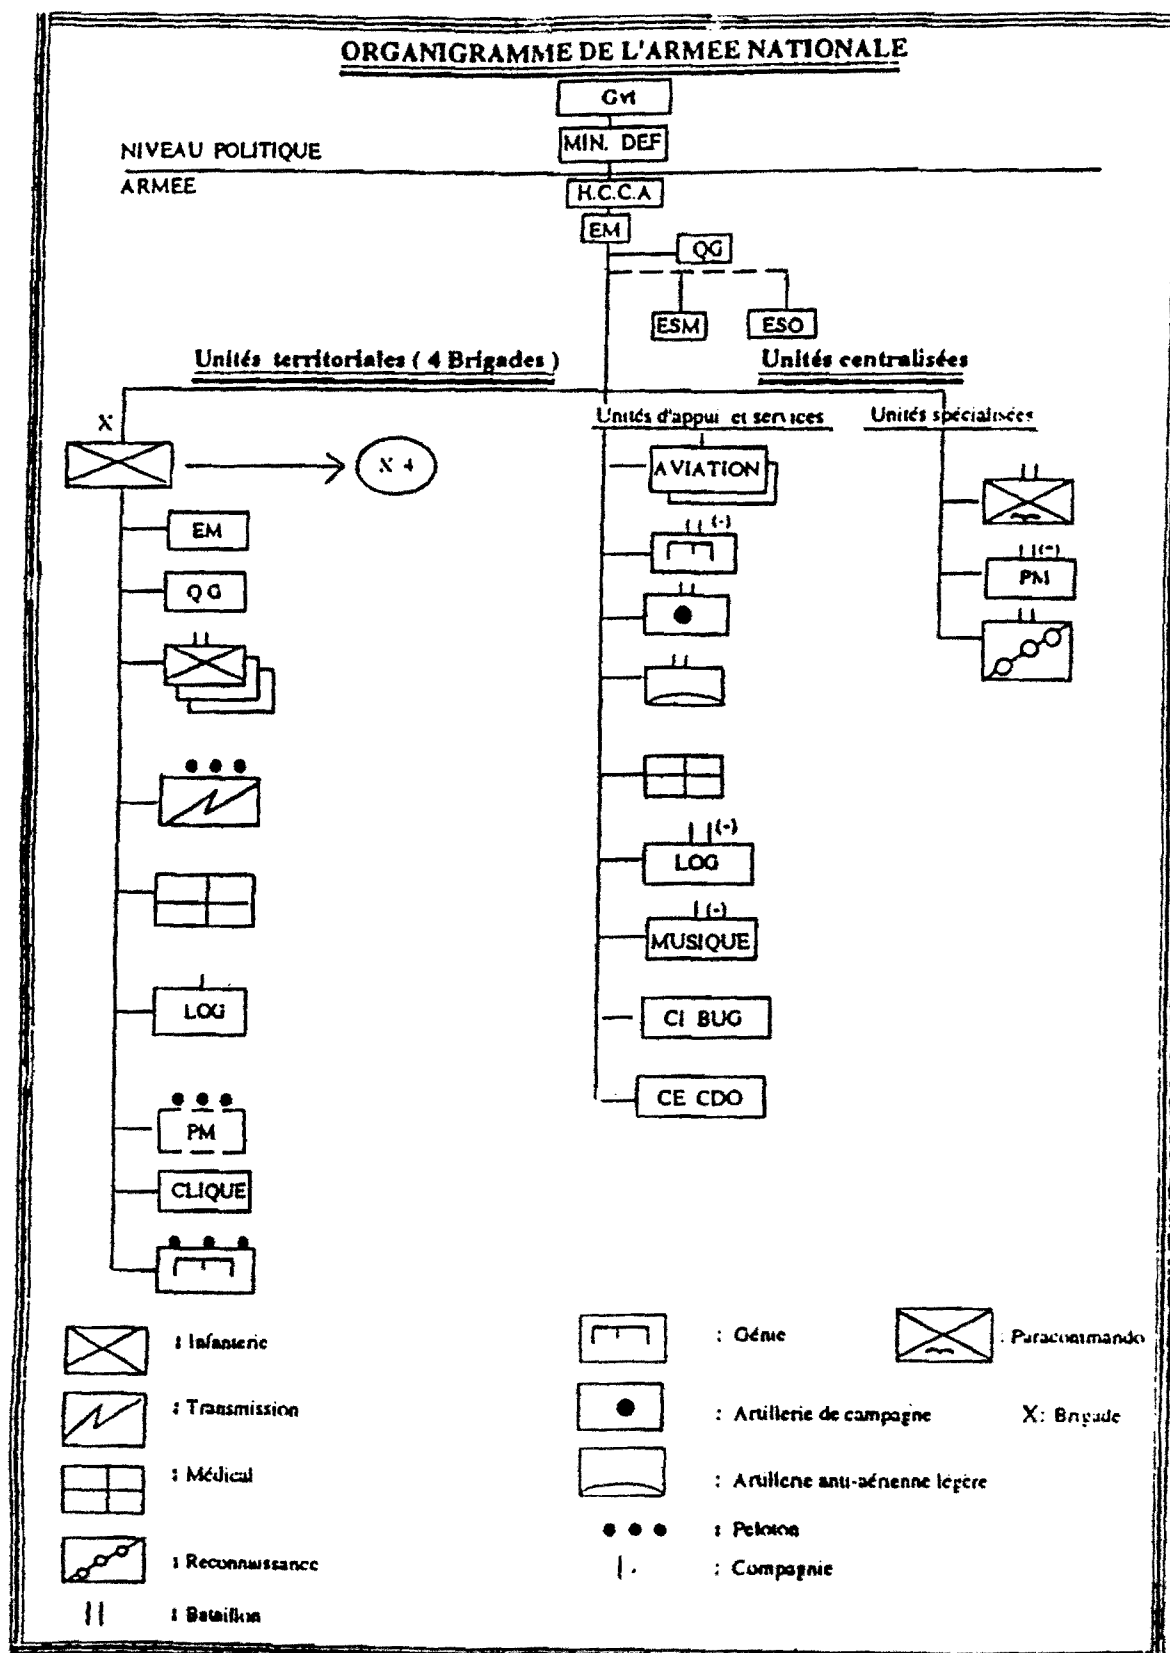 ORGANIGRAMME DE L'ARMEE NATIONALE
Gvt
MIN. DEF
NIVEAU POLITIQUE
ARMEE
H.C.C.A
EM
QG
ESM
ESO
Unités territoriales ( 4 Brigades )
Unités centralisées
X
Unités d'appui et services
Unités spécialisées
X 4
AVIATION
EM
(-)
(-)
PM
QG
LOG
(-)
LOG
(-)
MUSIQUE
CI BUG
CE CDO
PM
CLIQUE
: Infanterie
: Génie
: Paracommando
: Transmission
: Artillerie de campagne
X : Brigade
: Médical
: Artillerie anti-aérienne légère
: Peloton
: Reconnaissance
: Compagnie
: Bataillon